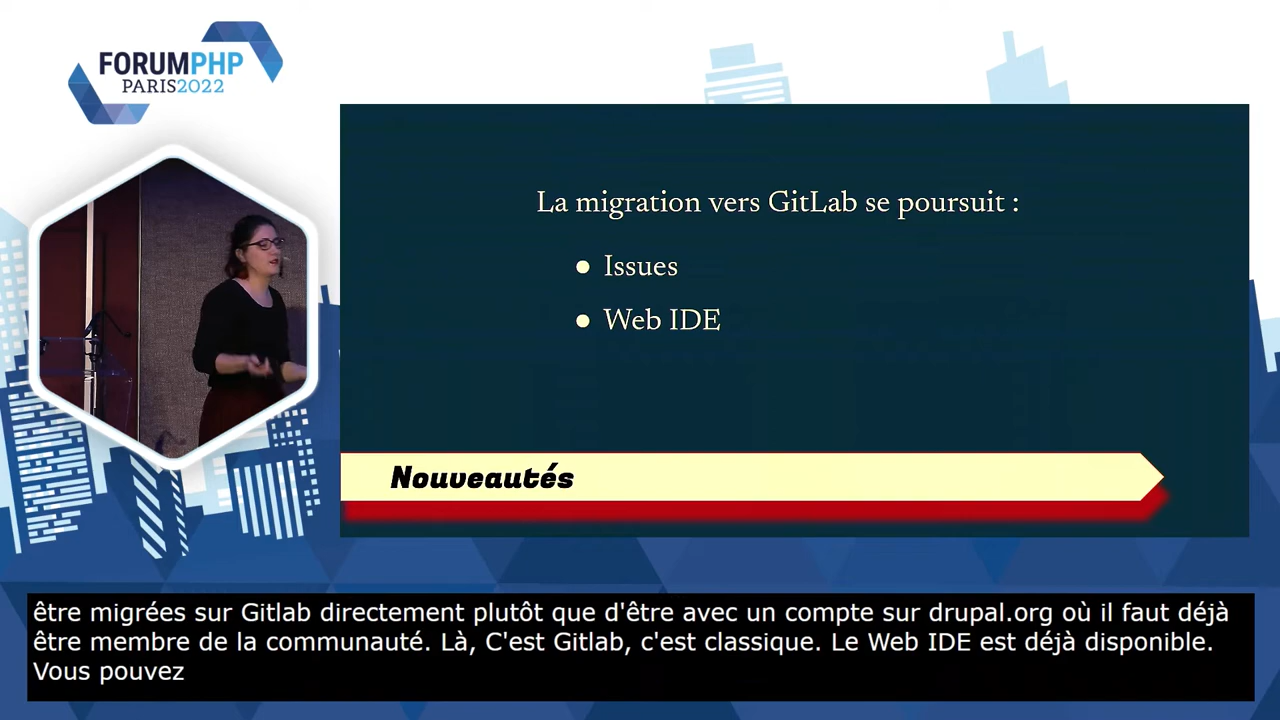 FORUMPHP
PARIS2022
La migration vers GitLab se poursuit :
● Issues
● Web IDE
Nouveautés
être migrées sur Gitlab directement plutôt que d'être avec un compte sur drupal.org où il faut déjà
être membre de la communauté. Là, C'est Gitlab, c'est classique. Le Web IDE est déjà disponible.
Vous pouvez